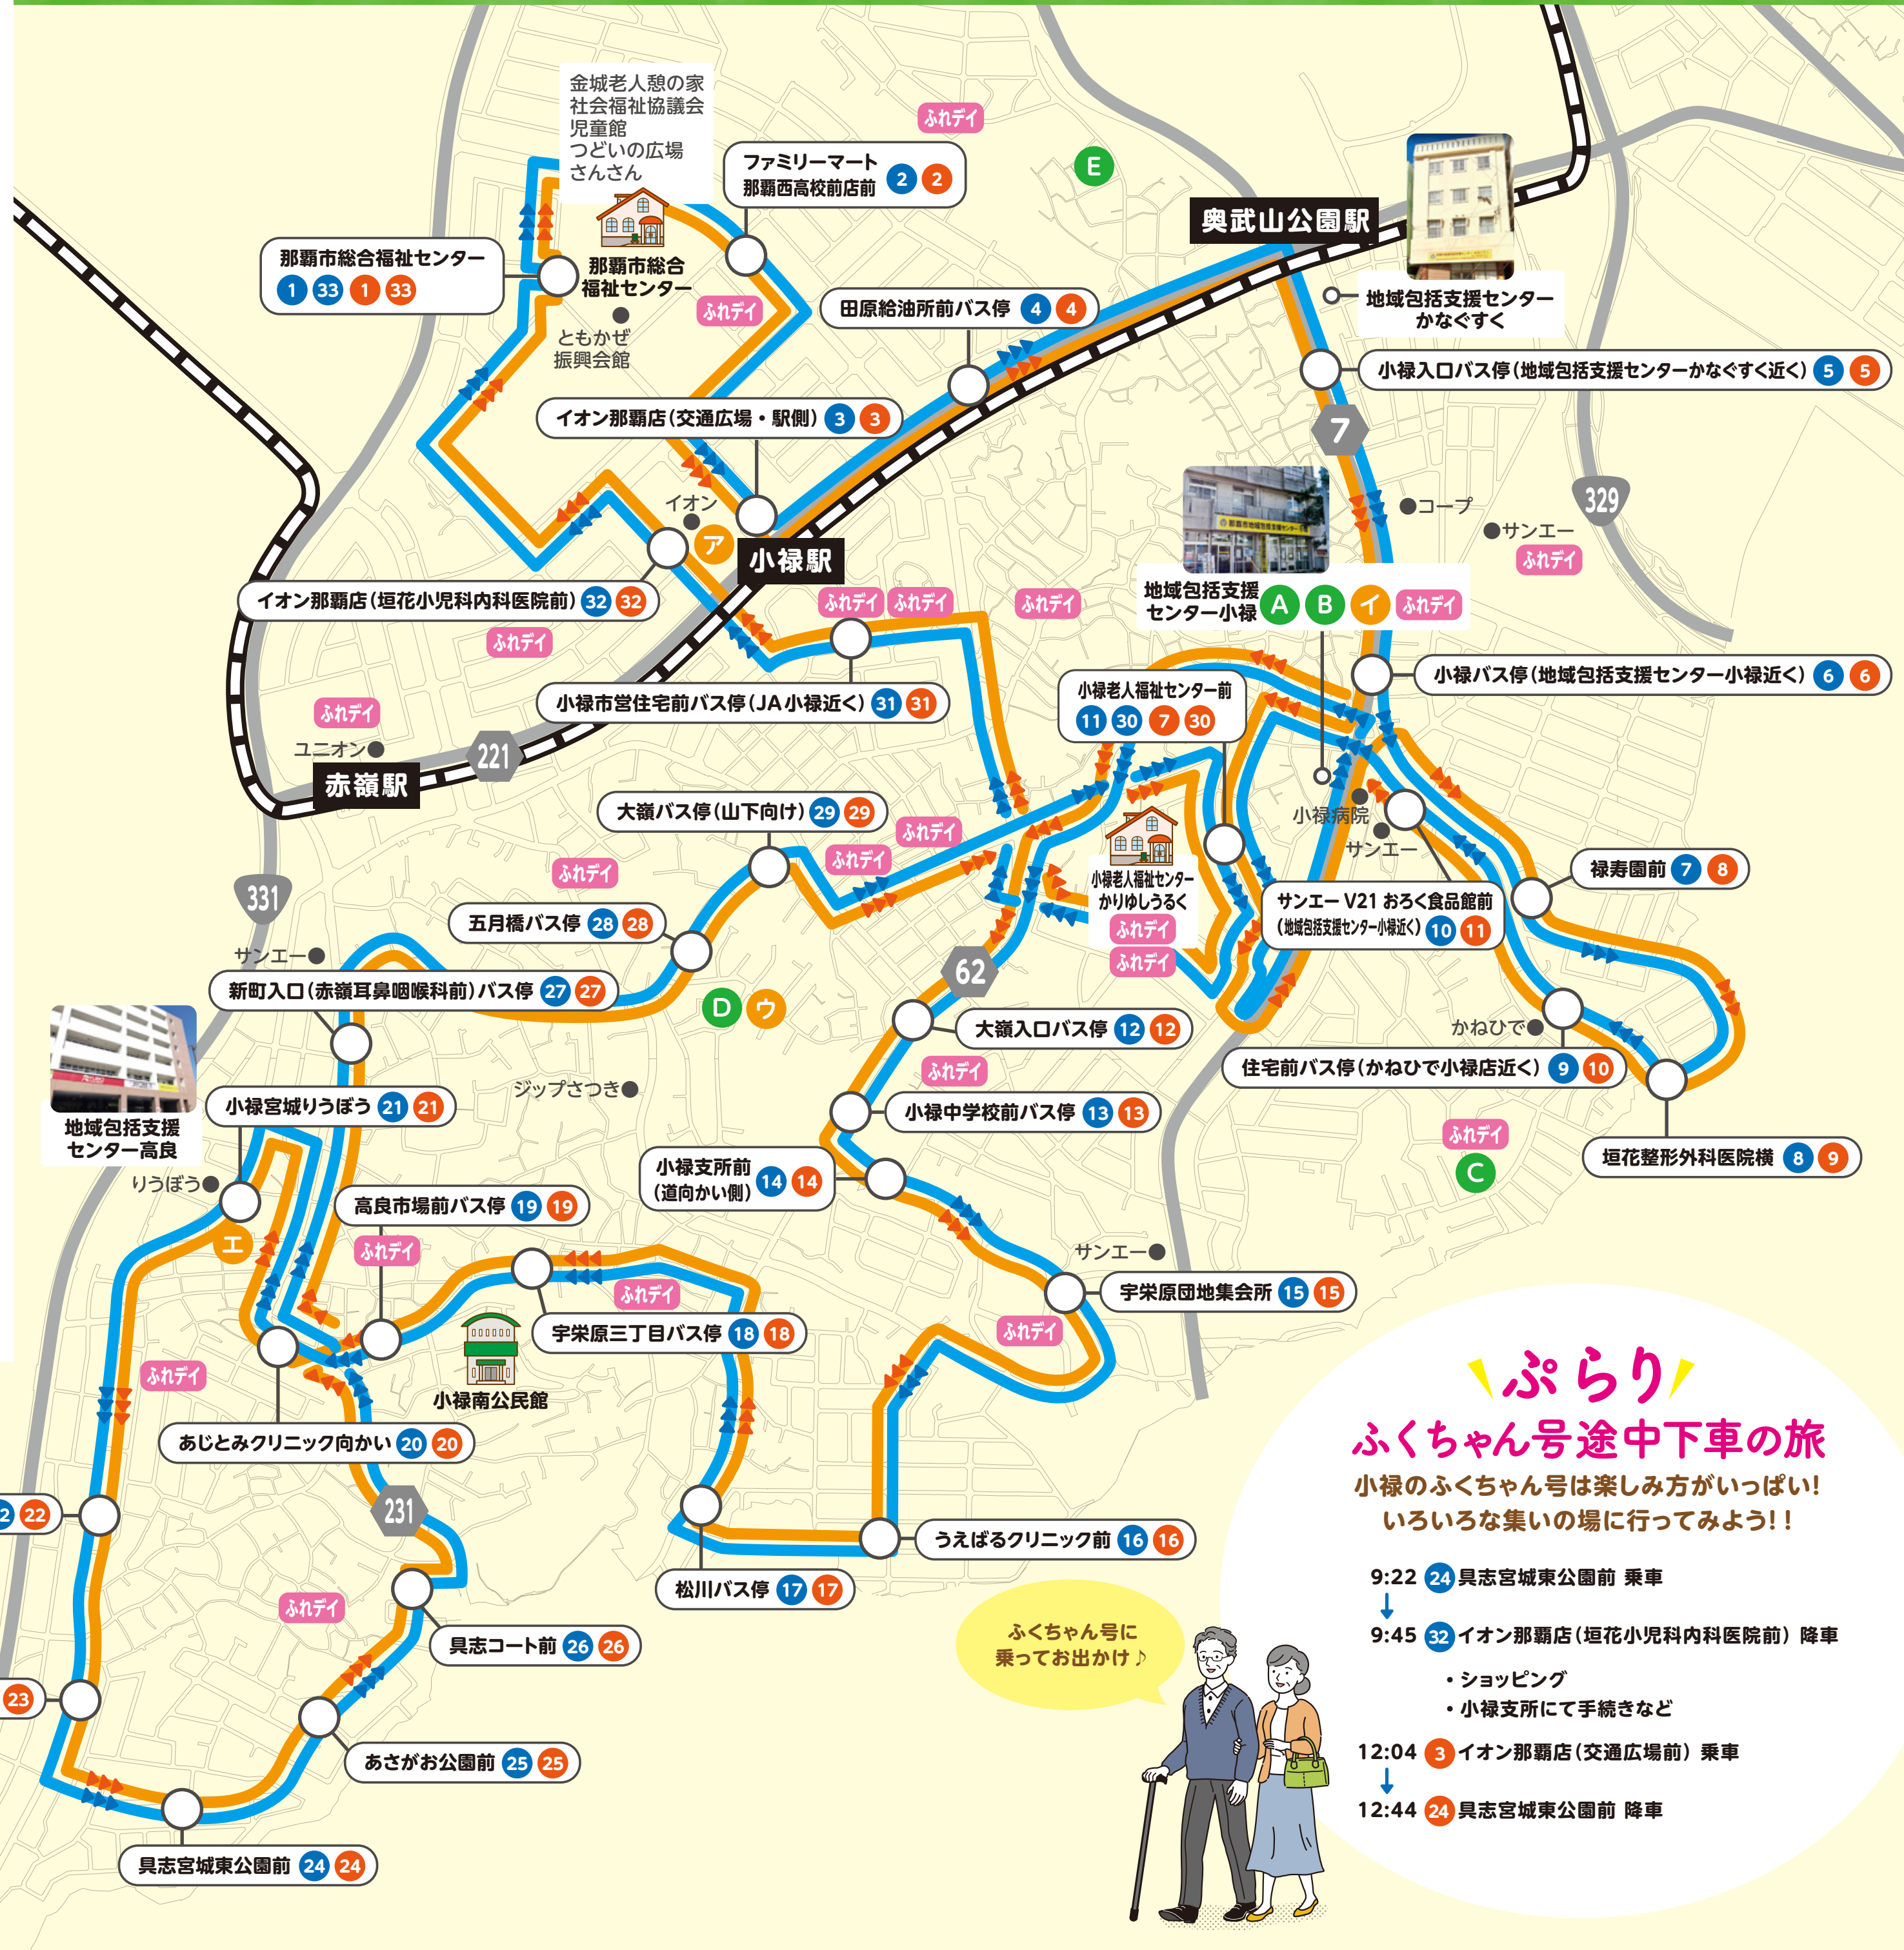 金城老人憩の家
社会福祉協議会
児童館
つどいの広場
さんさん
ふれデイ
ファミリーマート
那覇西高校前店前 2 2
E
奥武山公園駅
那覇市総合福祉センター
1 33 1 33
那覇市総合
福祉センター
ふれデイ
ともかぜ
振興会館
田原給油所前バス停 4 4
地域包括支援センター
かなぐすく
小禄入口バス停(地域包括支援センターかなぐすく近く) 5 5
イオン那覇店(交通広場・駅側) 3 3
7
329
イオン
ア
小禄駅
コープ
サンエー
ふれデイ
那覇市地域包括支援センター
地域包括支援
センター小禄 A B イ ふれデイ
イオン那覇店(垣花小児科内科医院前) 32 32
ふれデイ
ふれデイ ふれデイ
ふれデイ
小禄市営住宅前バス停(JA小禄近く) 31 31
小禄老人福祉センター前
11 30 7 30
小禄バス停(地域包括支援センター小禄近く) 6 6
ふれデイ
ユニオン
221
赤嶺駅
大嶺バス停(山下向け) 29 29
ふれデイ
ふれデイ
ふれデイ
小禄病院
サンエー
小禄老人福祉センター
かりゆしうるく
ふれデイ
ふれデイ
サンエー V21 おろく食品館前
(地域包括支援センター小禄近く) 10 11
禄寿園前 7 8
331
五月橋バス停 28 28
サンエー
新町入口(赤嶺耳鼻咽喉科前)バス停 27 27
62
D ウ
大嶺入口バス停 12 12
かねひで
住宅前バス停(かねひで小禄店近く) 9 10
ふれデイ
ジップさつき
小禄宮城りうぼう 21 21
地域包括支援
センター高良
りうぼう
小禄中学校前バス停 13 13
ふれデイ
C
垣花整形外科医院横 8 9
小禄支所前
(道向かい側) 14 14
高良市場前バス停 19 19
エ
ふれデイ
サンエー
ふれデイ
宇栄原団地集会所 15 15
宇栄原三丁目バス停 18 18
ふれデイ
ふれデイ
小禄南公民館
あじとみクリニック向かい 20 20
231
22
うえばるクリニック前 16 16
松川バス停 17 17
ふれデイ
具志コート前 26 26
23
あさがお公園前 25 25
具志宮城東公園前 24 24
ふくちゃん号に
乗ってお出かけ♪
ぷらり
ふくちゃん号途中下車の旅
小禄のふくちゃん号は楽しみ方がいっぱい!
いろいろな集いの場に行ってみよう!!
9:22 24 具志宮城東公園前 乗車
↓
9:45 32 イオン那覇店(垣花小児科内科医院前) 降車
・ショッピング
・小禄支所にて手続きなど
12:04 3 イオン那覇店(交通広場前) 乗車
↓
12:44 24 具志宮城東公園前 降車